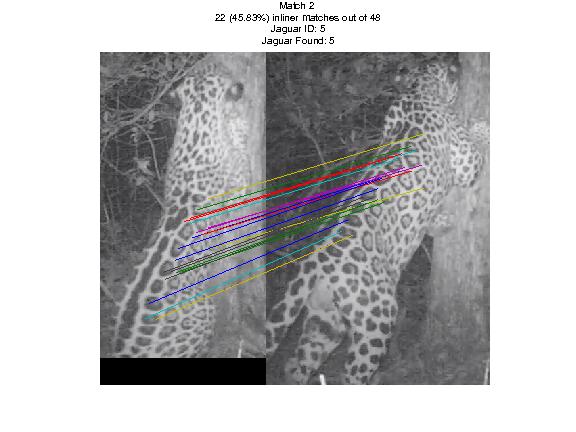 Match 2
22 (45.83%) inliner matches out of 48
Jaguar ID: 5
Jaguar Found: 5